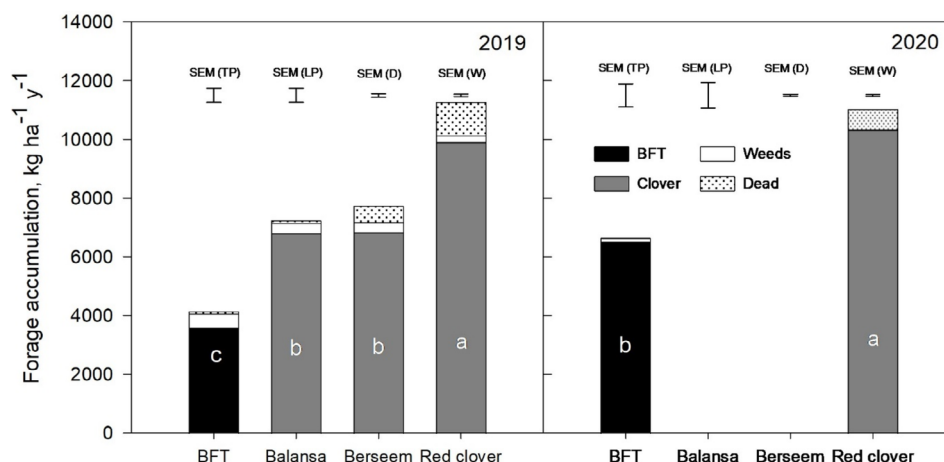 14000
12000
10000
8000
6000
4000
2000
0
Forage accumulation, kg ha⁻¹ y⁻¹
2019
SEM (TP) SEM (LP) SEM (D) SEM (W)
c b b a
BFT Balansa Berseem Red clover
2020
SEM (TP) SEM (LP) SEM (D) SEM (W)
BFT Weeds
Clover Dead
b a
BFT Balansa Berseem Red clover